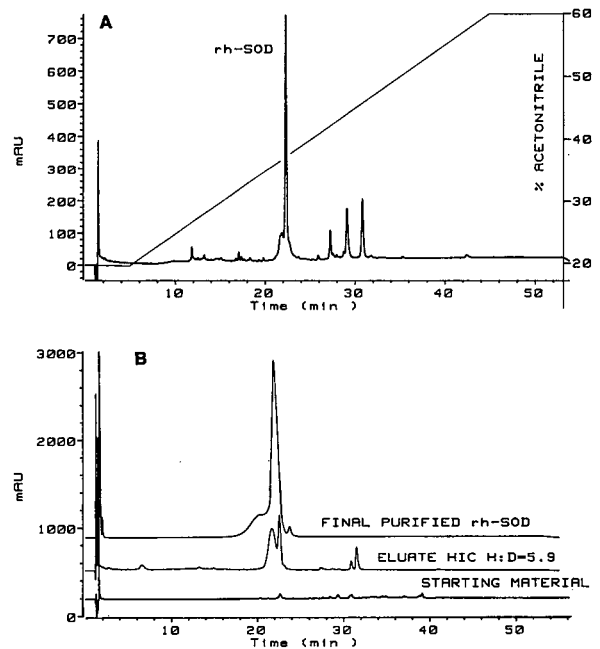 A
rh-SOD
700
600
500
400
300
200
100
0
mAU
60
50
40
30
20
% ACETONITRILE
10 20 30 40 50
Time (min )
B
3000
2000
1000
0
mAU
FINAL PURIFIED rh-SOD
ELUATE HIC H:D=5.9
STARTING MATERIAL
10 20 30 40 50
Time (min )